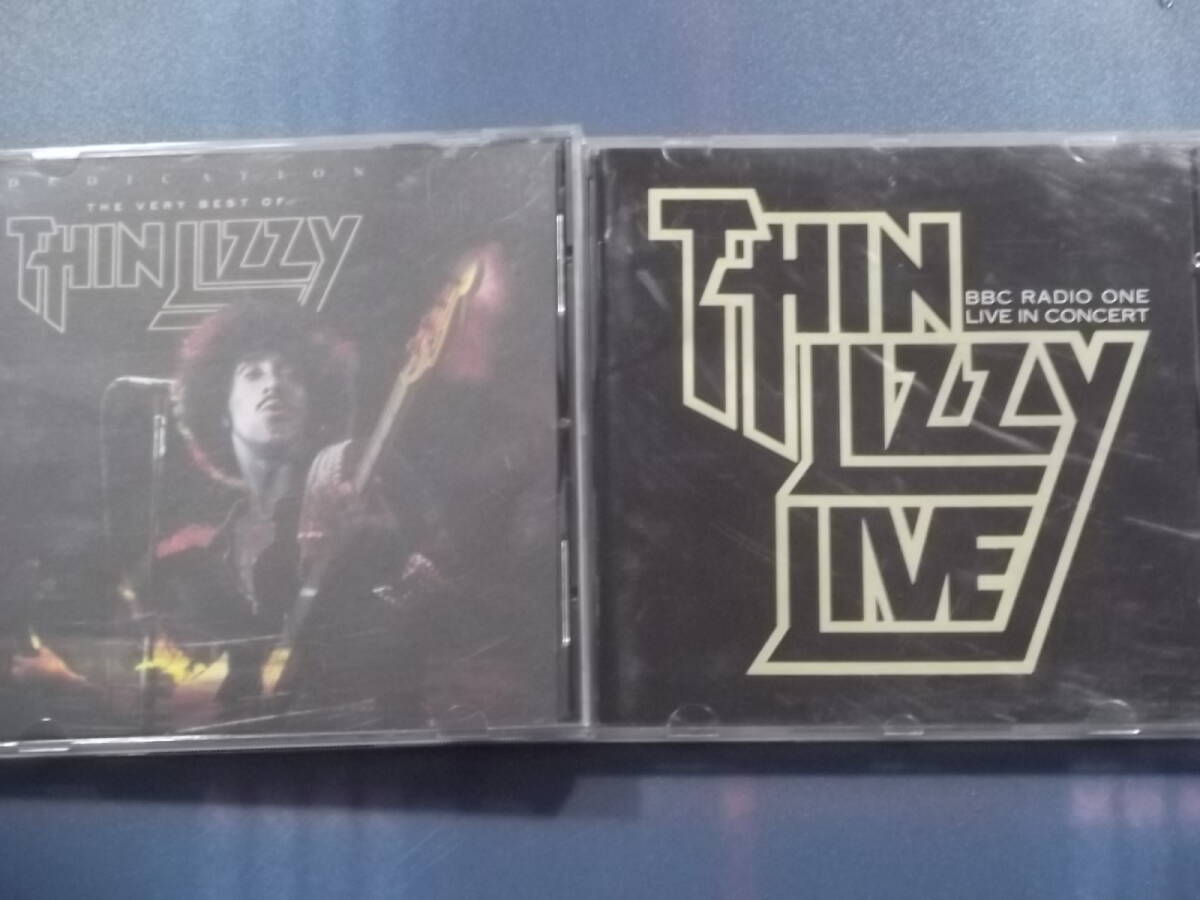 DEDICATION
THE VERY BEST OF
THIN LIZZY
THIN
BBC RADIO ONE
LIVE IN CONCERT
LIZZY
LIVE